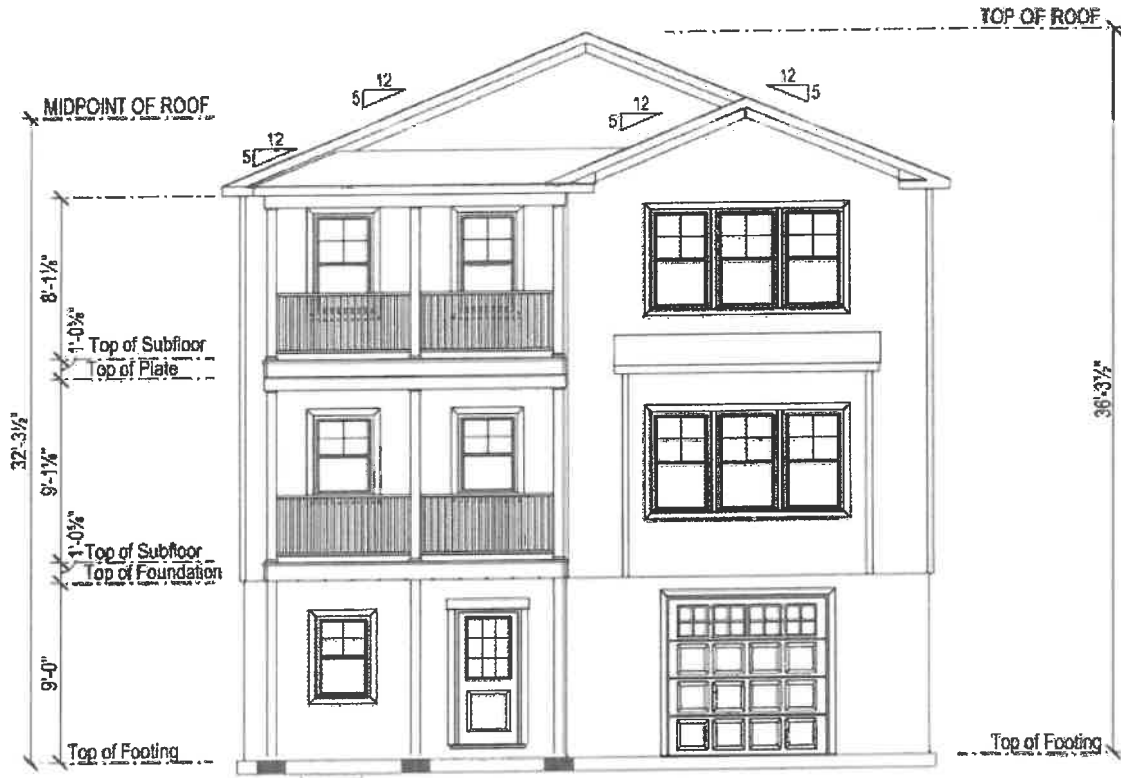 TOP OF ROOF
12
5
12
5
MIDPOINT OF ROOF
12
5
12
5
8'-1⅛"
1'-0⅝"
Top of Subfloor
Top of Plate
36'-3½"
32'-3½"
9'-1⅛"
1'-0⅝"
Top of Subfloor
Top of Foundation
9'-0"
Top of Footing
Top of Footing